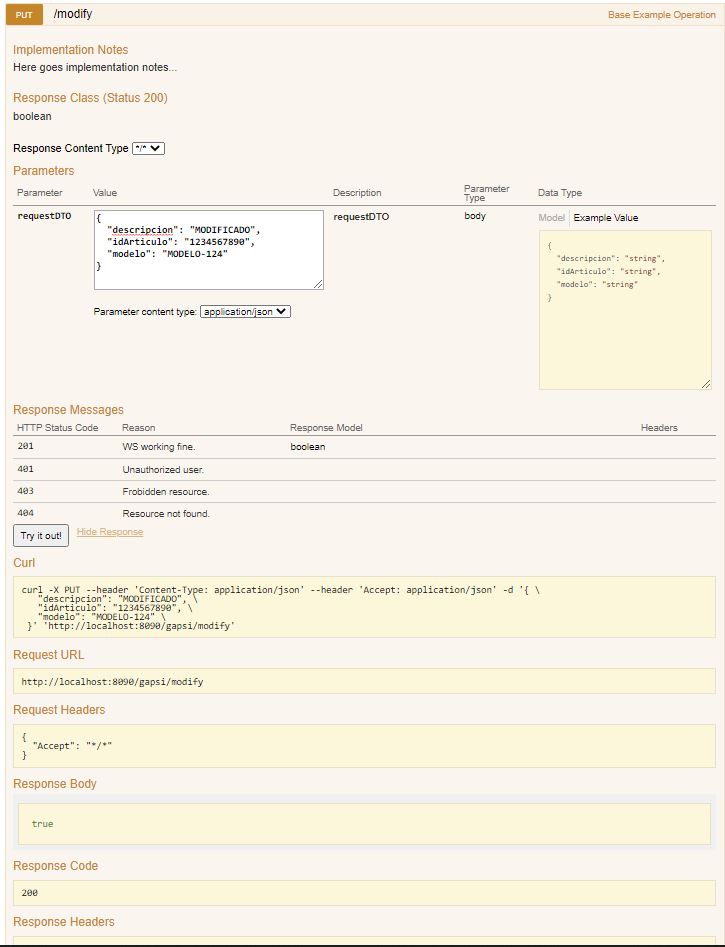 PUT /modify Base Example Operation
Implementation Notes
Here goes implementation notes...
Response Class (Status 200)
boolean
Response Content Type */*
Parameters
Parameter Value Description Parameter Type Data Type
requestDTO
{
"descripcion": "MODIFICADO",
"idArticulo": "1234567890",
"modelo": "MODELO-124"
}
requestDTO
body
Model Example Value
{
"descripcion": "string",
"idArticulo": "string",
"modelo": "string"
}
Parameter content type: application/json
Response Messages
HTTP Status Code Reason Response Model Headers
201 WS working fine. boolean
401 Unauthorized user.
403 Frobidden resource.
404 Resource not found.
Try it out! Hide Response
Curl
curl -X PUT --header 'Content-Type: application/json' --header 'Accept: application/json' -d '{ \
"descripcion": "MODIFICADO", \
"idArticulo": "1234567890", \
"modelo": "MODELO-124" \
}' 'http://localhost:8090/gapsi/modify'
Request URL
http://localhost:8090/gapsi/modify
Request Headers
{
"Accept": "*/*"
}
Response Body
true
Response Code
200
Response Headers